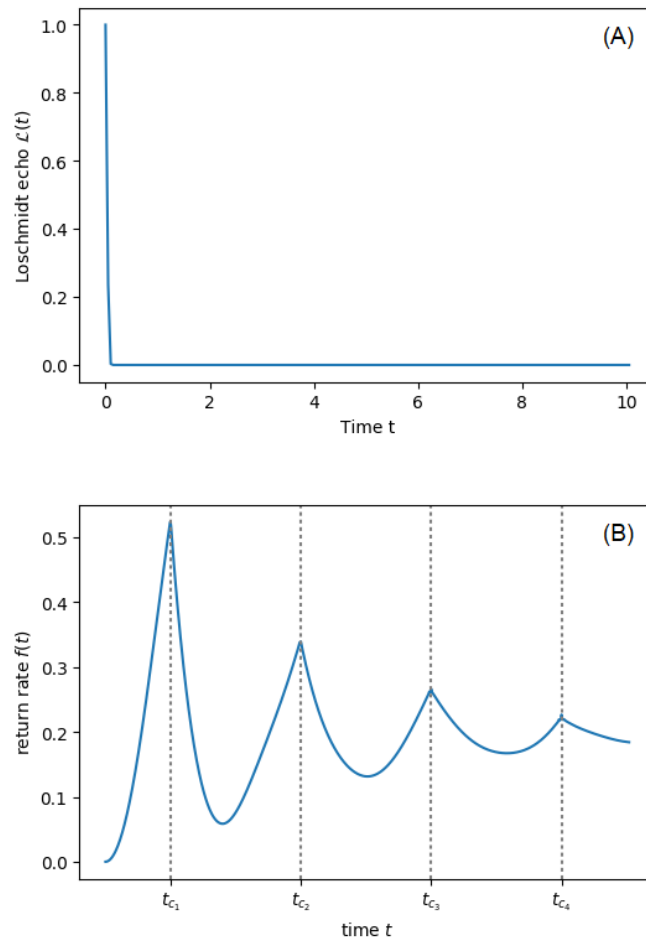 (A)
Loschmidt echo ℒ(t)
1.0
0.8
0.6
0.4
0.2
0.0
0 2 4 6 8 10
Time t
(B)
return rate f(t)
0.5
0.4
0.3
0.2
0.1
0.0
t_{c_1} t_{c_2} t_{c_3} t_{c_4}
time t